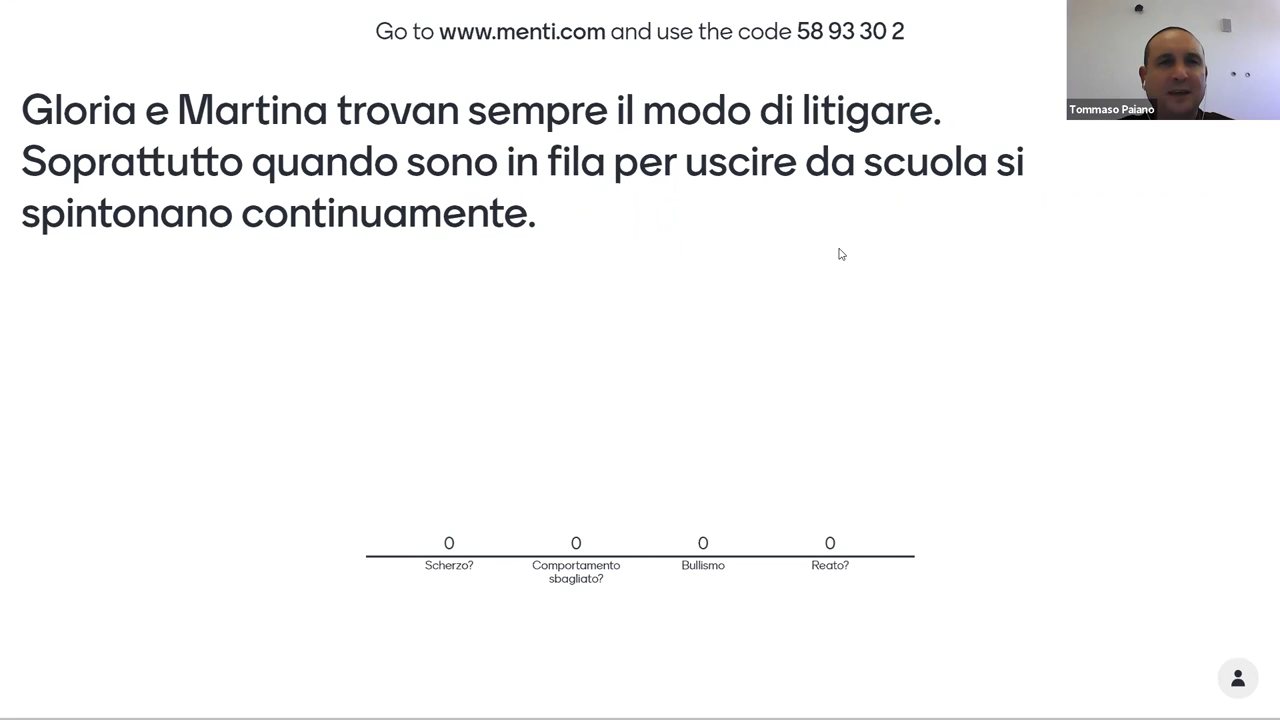 Go to www.menti.com and use the code 58 93 30 2
Gloria e Martina trovan sempre il modo di litigare.
Soprattutto quando sono in fila per uscire da scuola si
spintonano continuamente.
Tommaso Paiano
0 0 0 0
Scherzo? Comportamento sbagliato? Bullismo Reato?